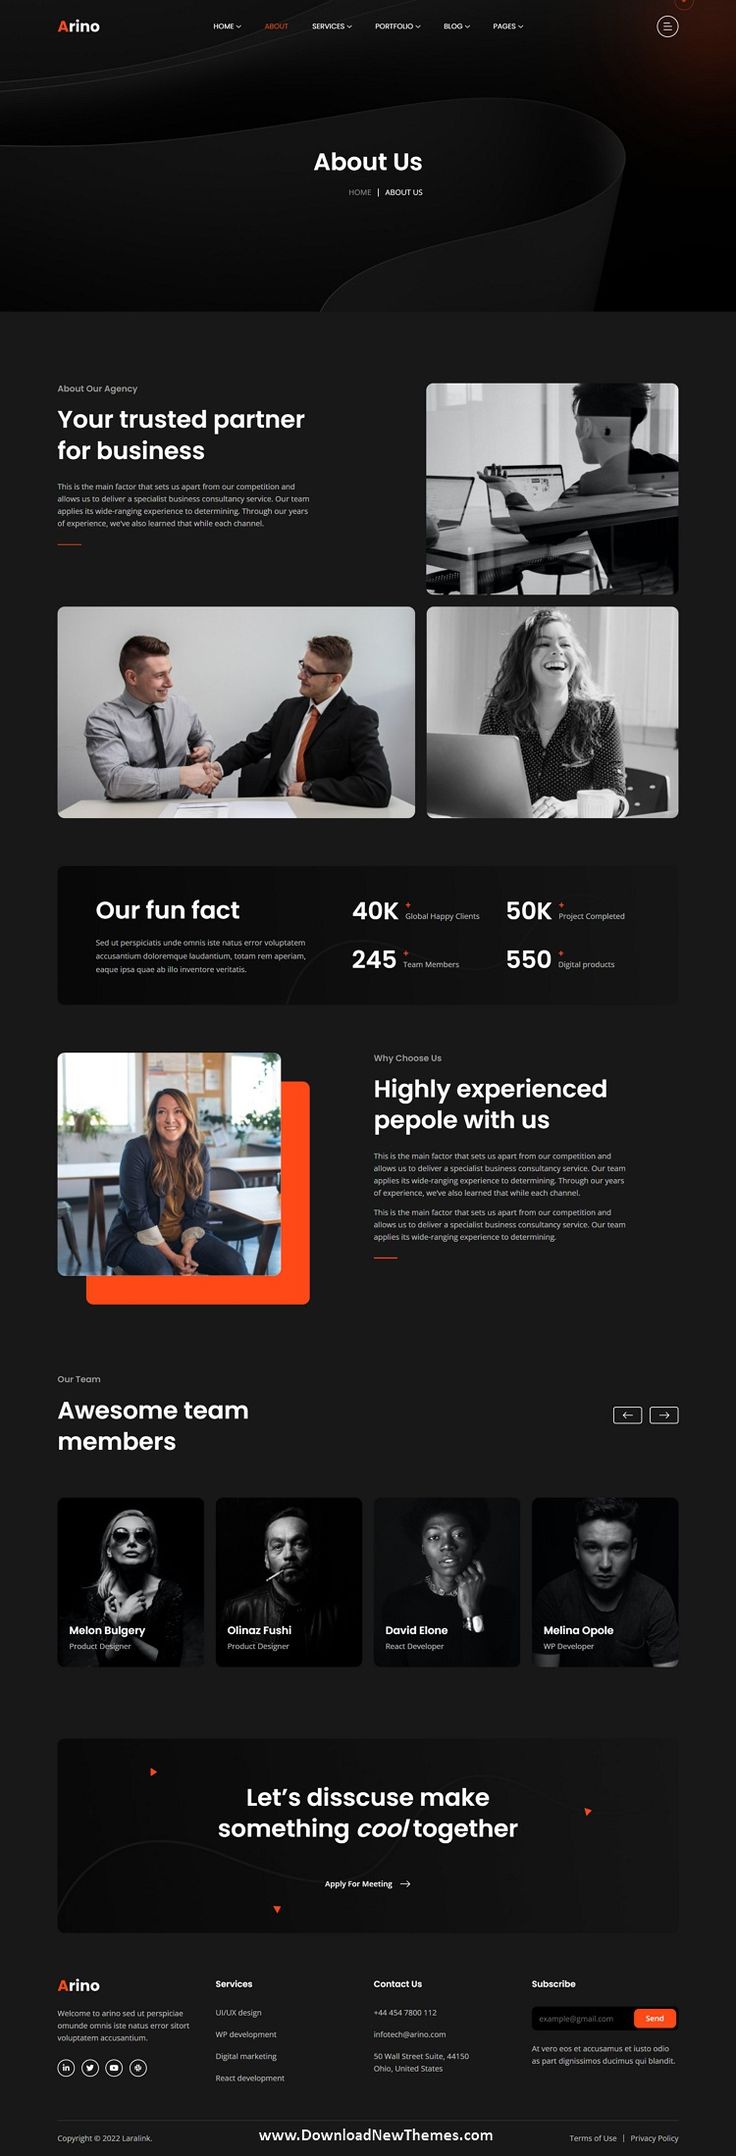 Arino
HOME ABOUT SERVICES PORTFOLIO BLOG PAGES
About Us
HOME | ABOUT US
About Our Agency
Your trusted partner
for business
This is the main factor that sets us apart from our competition and
allows us to deliver a specialist business consultancy service. Our team
applies its wide-ranging experience to determining. Through our years
of experience, we've also learned that while each channel.
Our fun fact
Sed ut perspiciatis unde omnis iste natus error voluptatem
accusantium doloremque laudantium, totam rem aperiam,
eaque ipsa quae ab illo inventore veritatis.
40K + Global Happy Clients
50K + Project Completed
245 + Team Members
550 + Digital products
Why Choose Us
Highly experienced
pepole with us
This is the main factor that sets us apart from our competition and
allows us to deliver a specialist business consultancy service. Our team
applies its wide-ranging experience to determining. Through our years
of experience, we've also learned that while each channel.
This is the main factor that sets us apart from our competition and
allows us to deliver a specialist business consultancy service. Our team
applies its wide-ranging experience to determining.
Our Team
Awesome team
members
Melon Bulgery
Product Designer
Olinaz Fushi
Product Designer
David Elone
React Developer
Melina Opole
WP Developer
Let's disscuse make
something cool together
Apply For Meeting
Arino
Welcome to arino sed ut perspiciae
omunde omnis iste natus error sitort
voluptatem accusantium.
Services
UI/UX design
WP development
Digital marketing
React development
Contact Us
+44 454 7800 112
infotech@arino.com
50 Wall Street Suite, 44150
Ohio, United States
Subscribe
example@gmail.com Send
At vero eos et accusamus et iusto odio
as part dignissimos ducimus qui blandit.
Copyright © 2022 Laralink.
www.DownloadNewThemes.com
Terms of Use | Privacy Policy